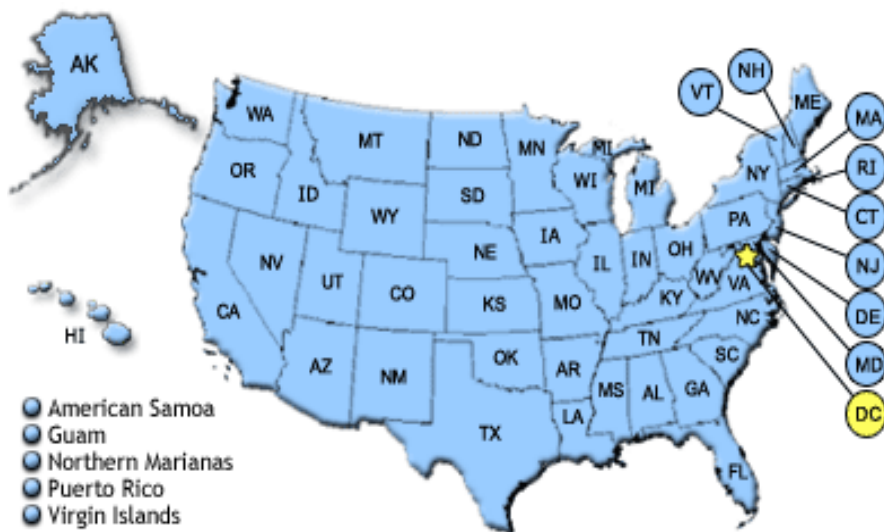 AK
NH
VT
ME
WA
MT
ND
MN
MI
MA
OR
ID
SD
WI
MI
NY
RI
WY
CT
IA
PA
NE
NV
UT
CO
IL
IN
OH
NJ
WV
VA
CA
KS
MO
KY
DE
HI
NC
AZ
NM
OK
AR
TN
SC
MD
MS
AL
GA
TX
LA
DC
FL
American Samoa
Guam
Northern Marianas
Puerto Rico
Virgin Islands